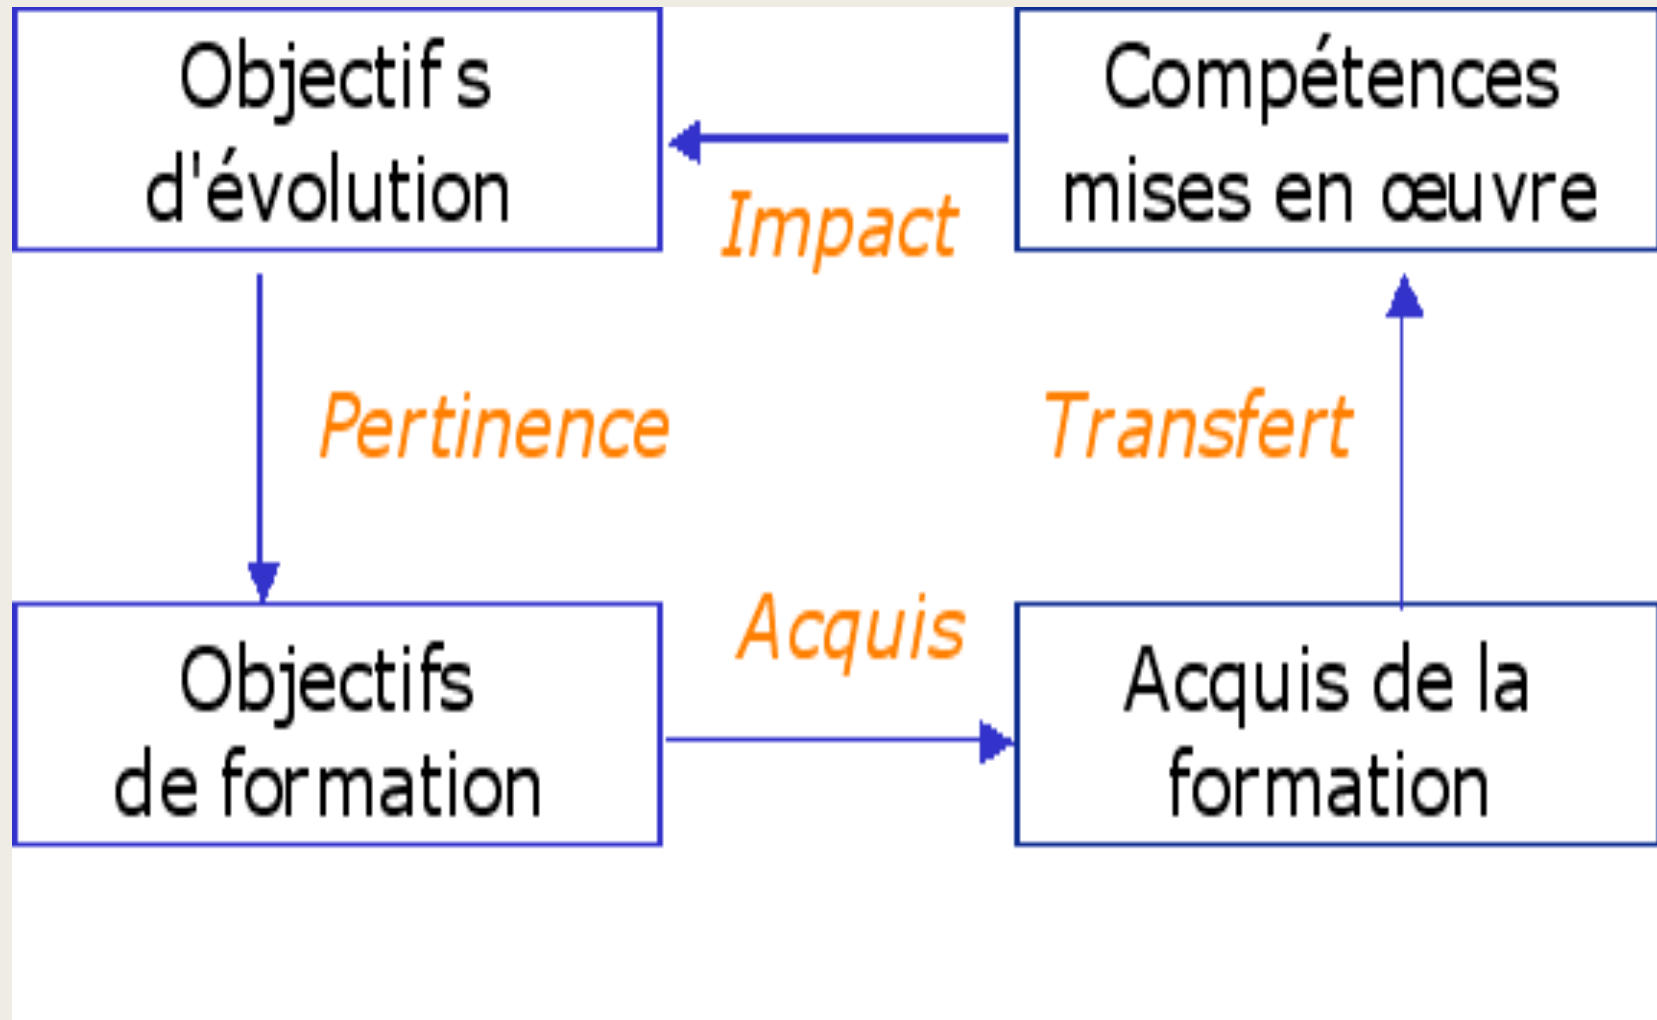 Objectifs
d'évolution
Compétences
mises en œuvre
Impact
Pertinence
Transfert
Objectifs
de formation
Acquis
Acquis de la
formation